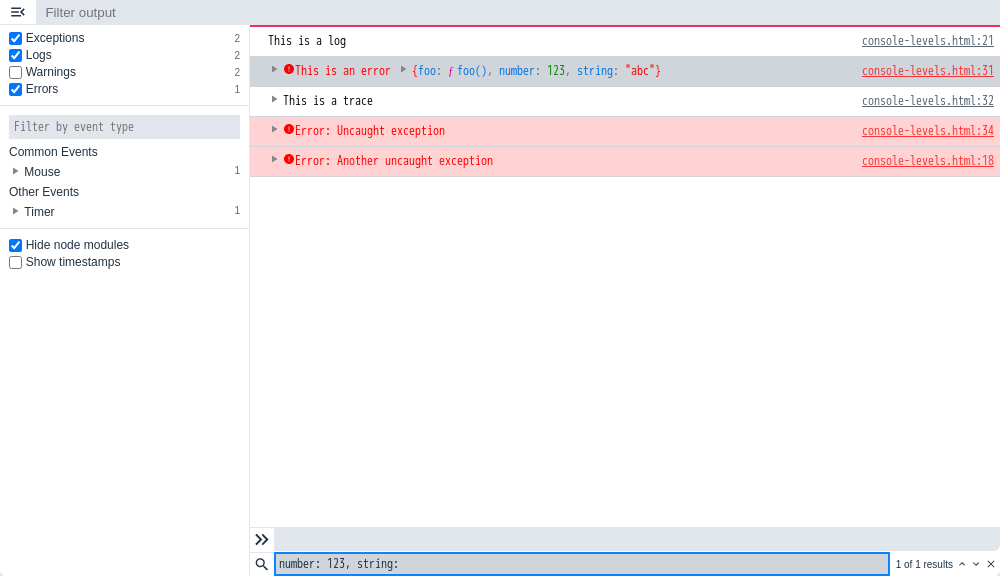 Filter output
Exceptions 2
Logs 2
Warnings 2
Errors 1
Filter by event type
Common Events
Mouse 1
Other Events
Timer 1
Hide node modules
Show timestamps
This is a log console-levels.html:21
This is an error {foo: ƒ foo(), number: 123, string: "abc"} console-levels.html:31
This is a trace console-levels.html:32
Error: Uncaught exception console-levels.html:34
Error: Another uncaught exception console-levels.html:18
number: 123, string: 1 of 1 results